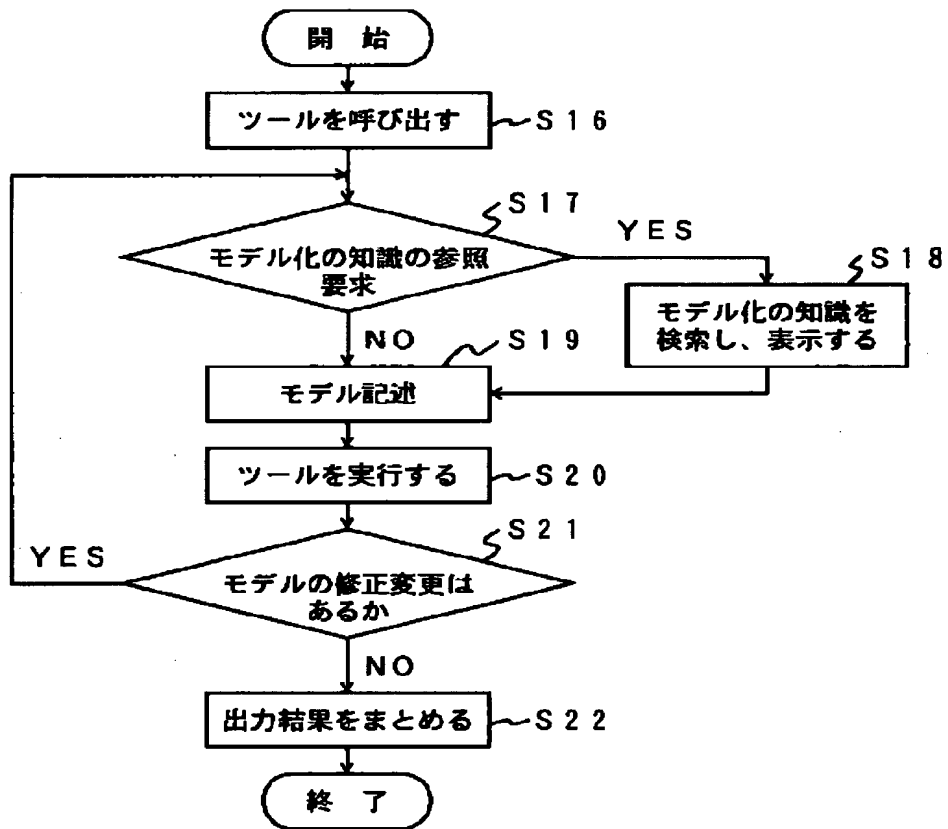 開 始
ツールを呼び出す
S16
S17
モデル化の知識の参照
要求
YES
S18
モデル化の知識を
検索し、表示する
NO
S19
モデル記述
ツールを実行する
S20
S21
YES
モデルの修正変更は
あるか
NO
出力結果をまとめる
S22
終 了